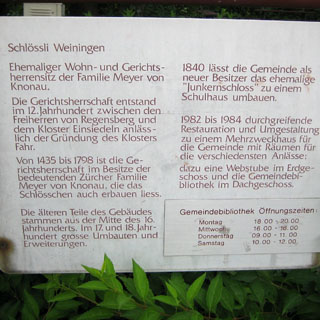 Schlössli Weiningen
Ehemaliger Wohn- und Gerichts-
herrensitz der Familie Meyer von
Knonau.
Die Gerichtsherrschaft entstand
im 12. Jahrhundert zwischen den
Freiherren von Regensberg und
dem Kloster Einsiedeln anläss-
lich der Gründung des Klosters
Fahr.
Von 1435 bis 1798 ist die Ge-
richtsherrschaft im Besitze der
bedeutenden Zürcher Familie
Meyer von Knonau, die das
Schlösschen auch erbauen liess.
Die älteren Teile des Gebäudes
stammen aus der Mitte des 16.
Jahrhunderts. Im 17. und 18. Jahr-
hundert grosse Umbauten und
Erweiterungen.
1840 lässt die Gemeinde als
neuer Besitzer das ehemalige
"Junkernschloss" zu einem
Schulhaus umbauen.
1982 bis 1984 durchgreifende
Restauration und Umgestaltung
zu einem Mehrzweckhaus für
die Gemeinde mit Räumen für
die verschiedensten Anlässe;
dazu eine Webstube im Erdge-
schoss und die Gemeindebi-
bliothek im Dachgeschoss.
Gemeindebibliothek Öffnungszeiten:
Montag 18.00 - 20.00
Mittwoch 16.00 - 18.00
Donnerstag 09.00 - 11.00
Samstag 10.00 - 12.00